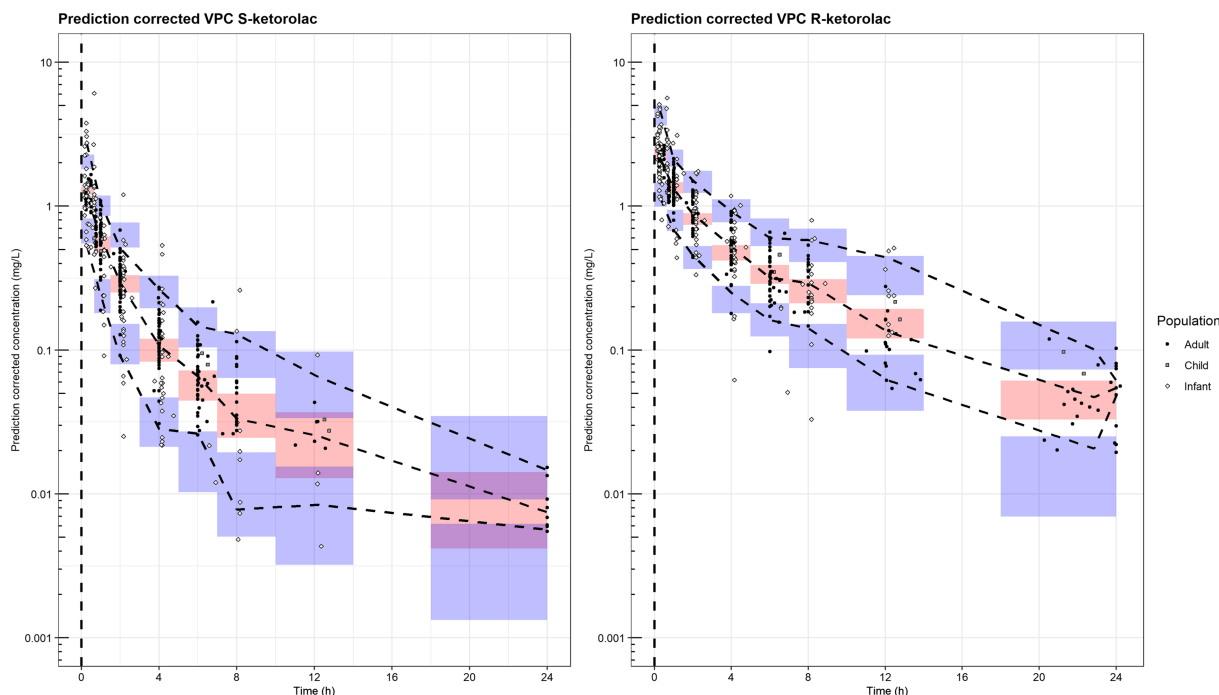 Prediction corrected VPC S-ketorolac
Prediction corrected concentration (mg/L)
10
1
0.1
0.01
0.001
0 4 8 12 16 20 24
Time (h)
Prediction corrected VPC R-ketorolac
Prediction corrected concentration (mg/L)
10
1
0.1
0.01
0.001
0 4 8 12 16 20 24
Time (h)
Population
Adult
Child
Infant